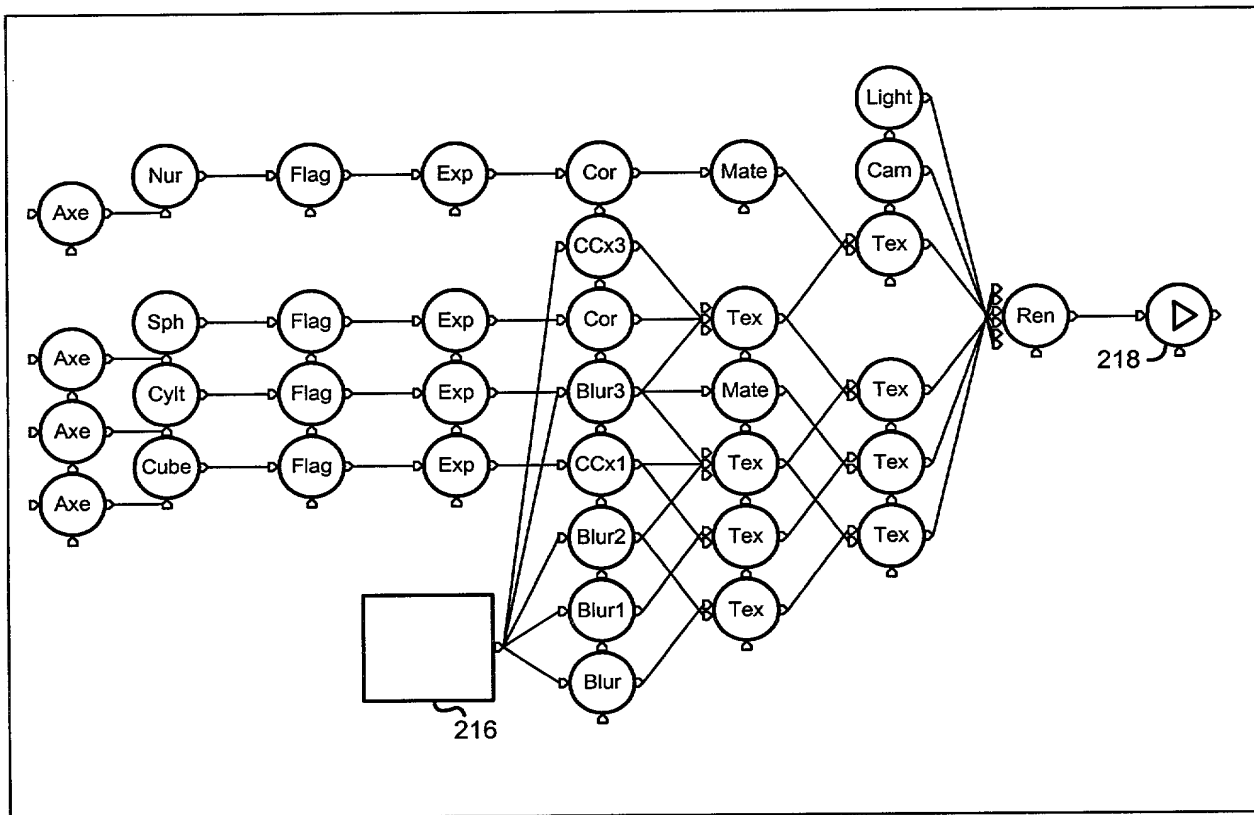 Light
Nur Flag Exp Cor Mate Cam
Axe
CCx3 Tex
Sph Flag Exp Cor Tex Ren
218
Axe
Cylt Flag Exp Blur3 Mate Tex
Axe
Cube Flag Exp CCx1 Tex Tex
Axe
Blur2 Tex Tex
Blur1 Tex
Blur
216